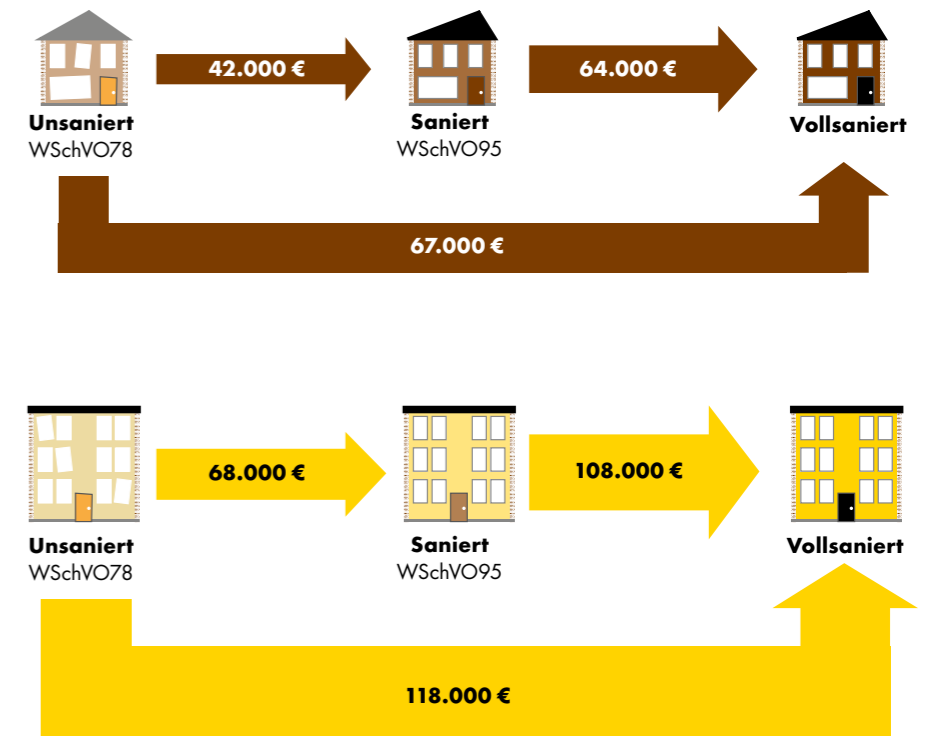 42.000 €
64.000 €
Unsaniert
WSchVO78
Saniert
WSchVO95
Vollsaniert
67.000 €
68.000 €
108.000 €
Unsaniert
WSchVO78
Saniert
WSchVO95
Vollsaniert
118.000 €